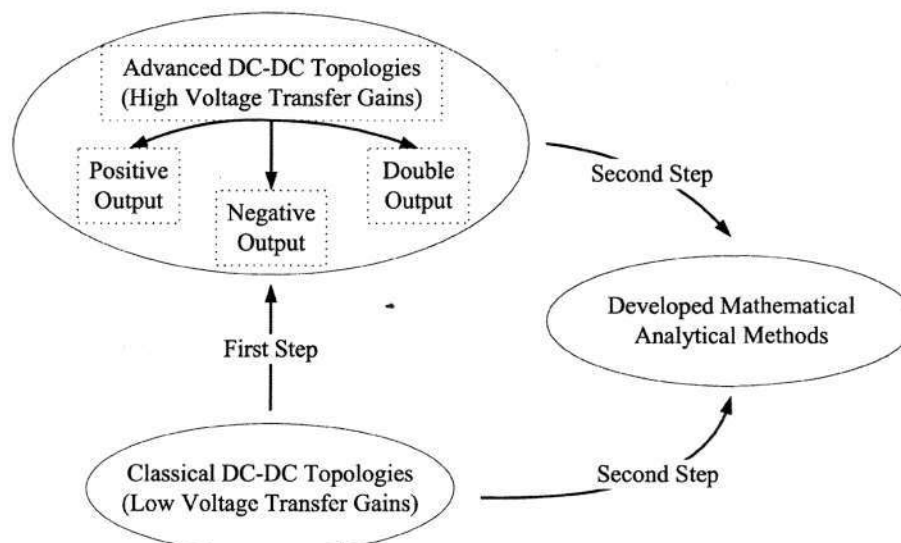 Advanced DC-DC Topologies
(High Voltage Transfer Gains)
Positive
Output
Negative
Output
Double
Output
Second Step
Developed Mathematical
Analytical Methods
First Step
Classical DC-DC Topologies
(Low Voltage Transfer Gains)
Second Step